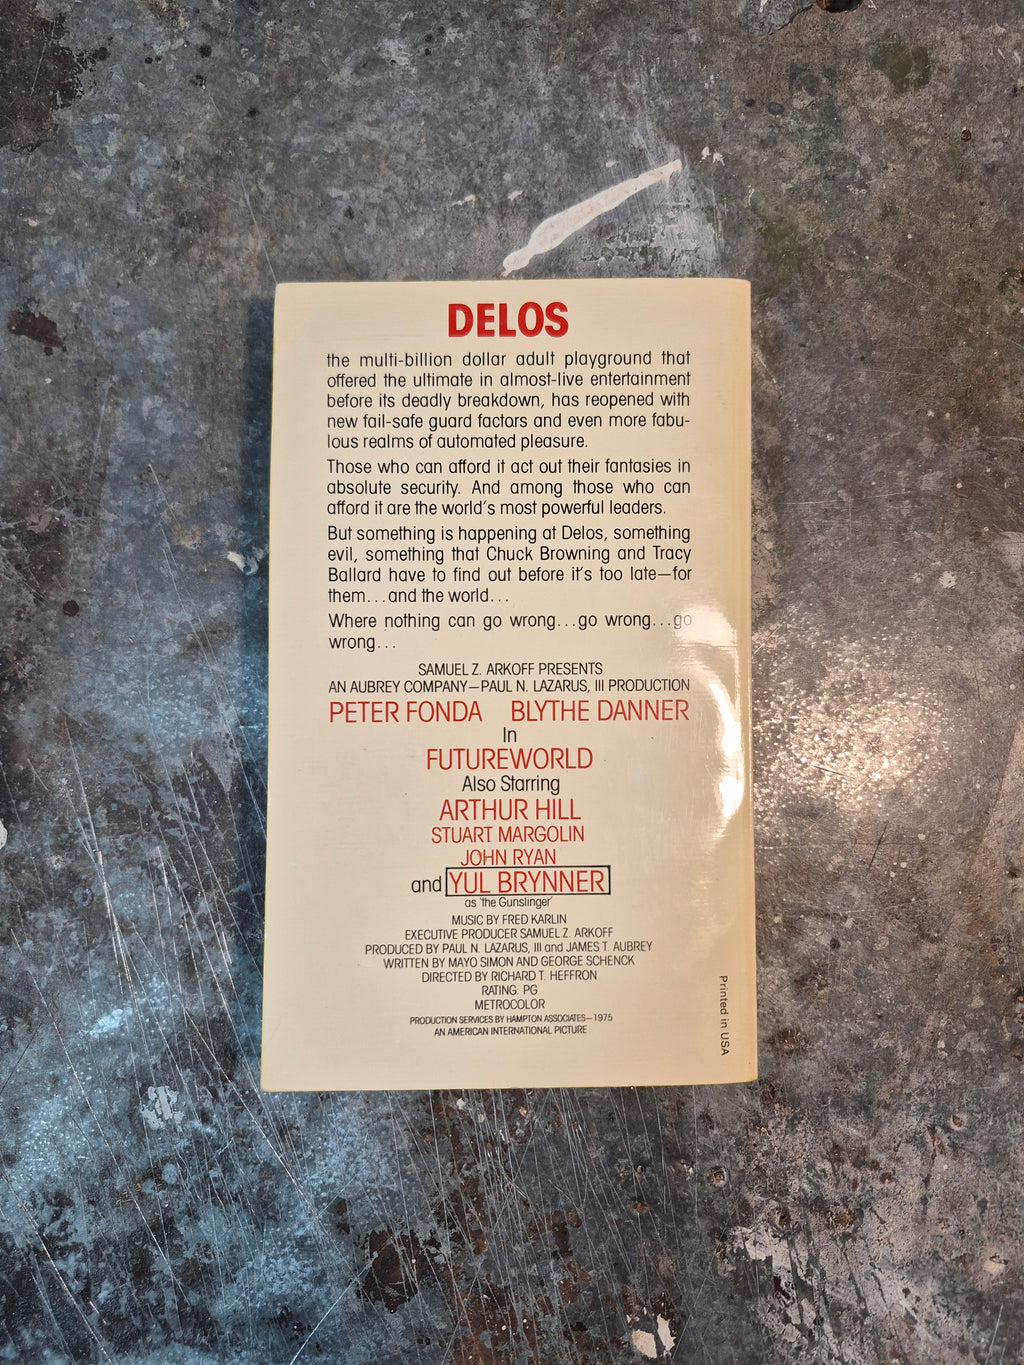 DELOS
the multi-billion dollar adult playground that
offered the ultimate in almost-live entertainment
before its deadly breakdown, has reopened with
new fail-safe guard factors and even more fabu-
lous realms of automated pleasure.
Those who can afford it act out their fantasies in
absolute security. And among those who can
afford it are the world's most powerful leaders.
But something is happening at Delos, something
evil, something that Chuck Browning and Tracy
Ballard have to find out before it's too late—for
them...and the world...
Where nothing can go wrong...go wrong...go
wrong...
SAMUEL Z. ARKOFF PRESENTS
AN AUBREY COMPANY—PAUL N. LAZARUS, III PRODUCTION
PETER FONDA BLYTHE DANNER
In
FUTUREWORLD
Also Starring
ARTHUR HILL
STUART MARGOLIN
JOHN RYAN
and YUL BRYNNER
as 'the Gunslinger'
MUSIC BY FRED KARLIN
EXECUTIVE PRODUCER SAMUEL Z. ARKOFF
PRODUCED BY PAUL N. LAZARUS, III and JAMES T. AUBREY
WRITTEN BY MAYO SIMON AND GEORGE SCHENCK
DIRECTED BY RICHARD T. HEFFRON
RATING: PG
METROCOLOR
PRODUCTION SERVICES BY HAMPTON ASSOCIATES—1975
AN AMERICAN INTERNATIONAL PICTURE
Printed in USA